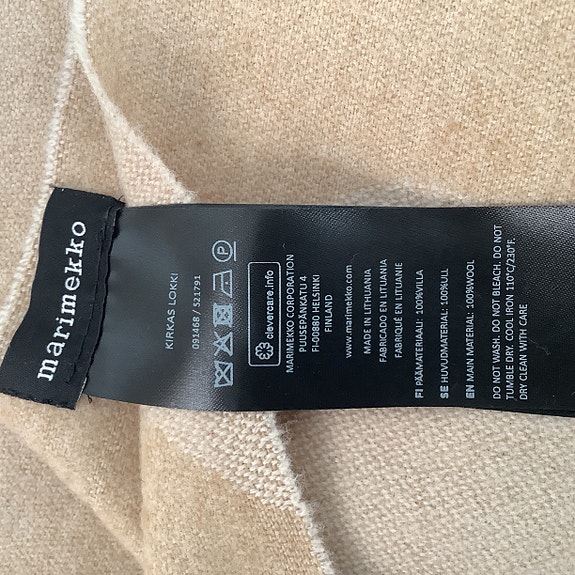 marimekko
KIRKAS LOKKI
091468 / 521791
P
clevercare.info
MARIMEKKO CORPORATION
PUUSEPÄNKATU 4
FI-00880 HELSINKI
FINLAND
www.marimekko.com
MADE IN LITHUANIA
FABRICADO EN LITUANIA
FABRIQUÉ EN LITUANIE
FI PÄÄMATERIAALI: 100%VILLA
SE HUVUDMATERIAL: 100%ULL
EN MAIN MATERIAL: 100%WOOL
DO NOT WASH. DO NOT BLEACH. DO NOT
TUMBLE DRY. COOL IRON 110°C/230°F.
DRY CLEAN WITH CARE